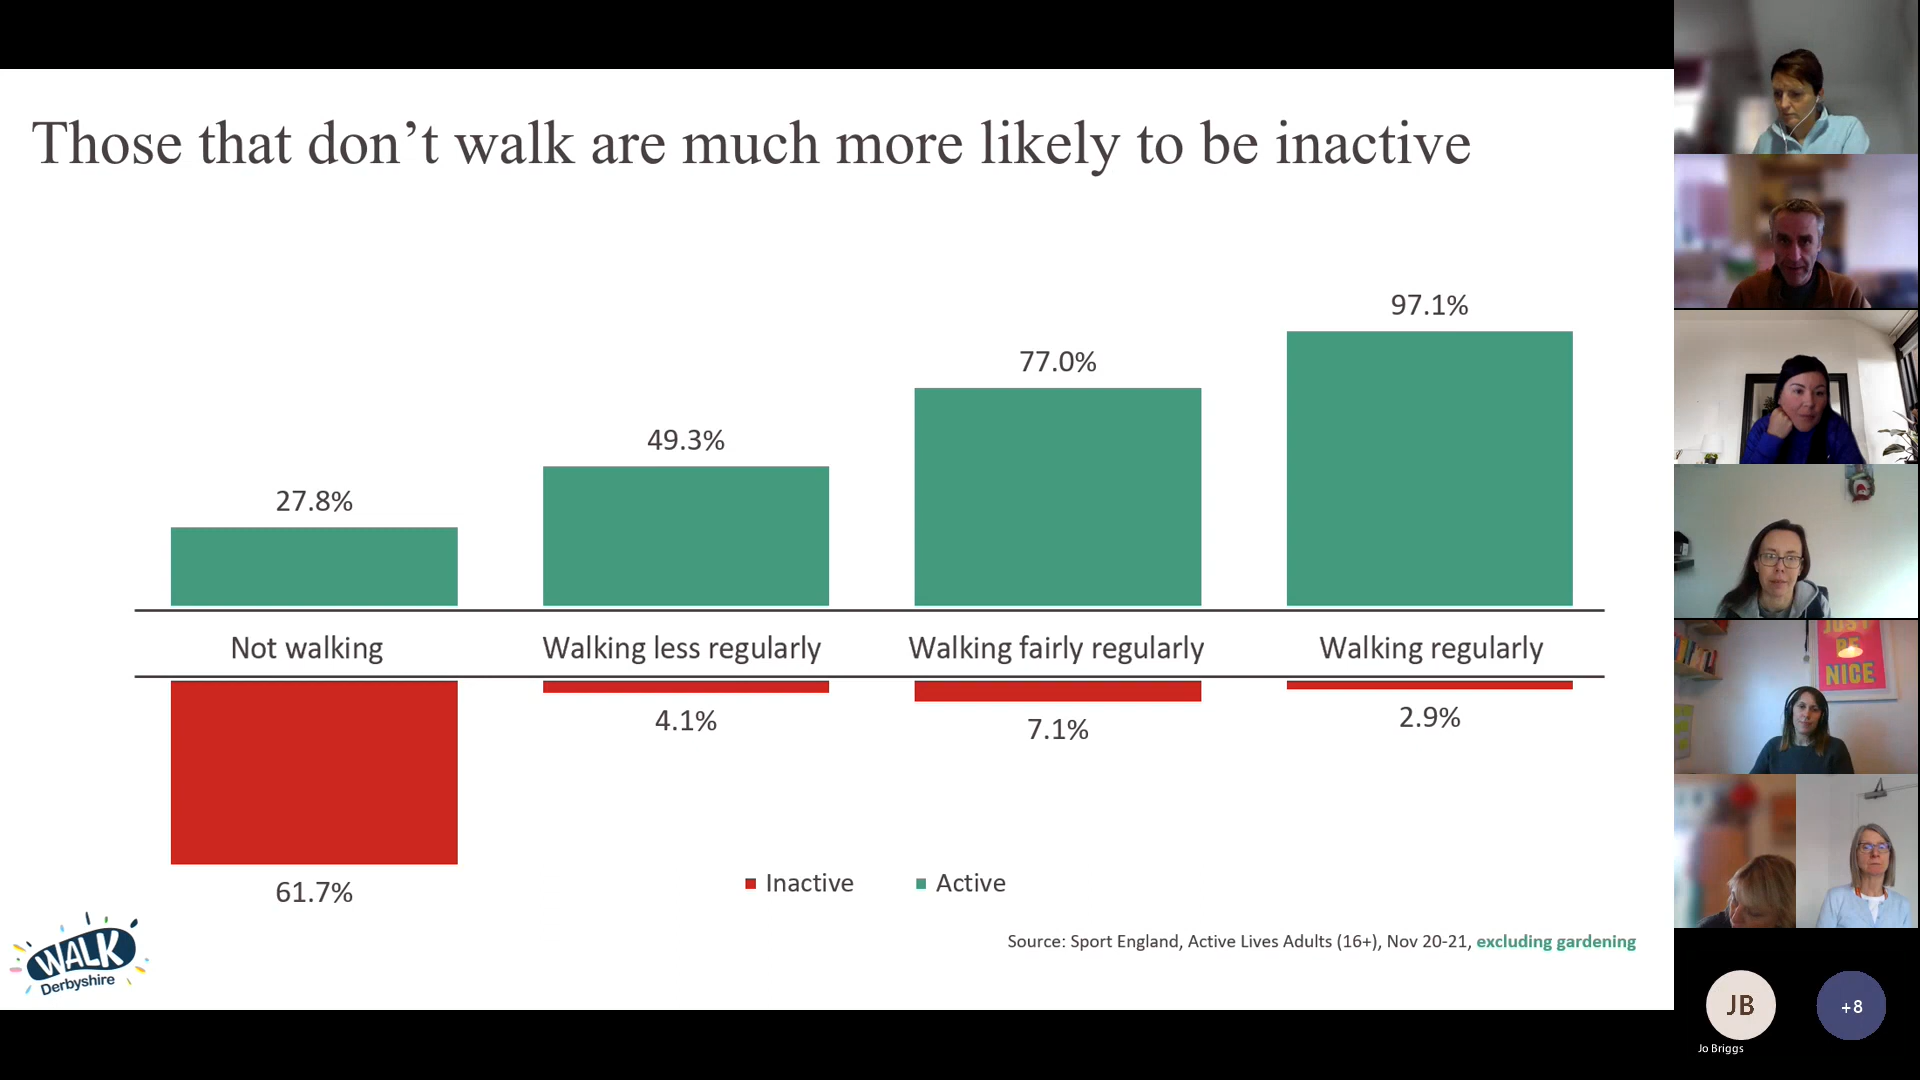 Those that don’t walk are much more likely to be inactive
27.8%
49.3%
77.0%
97.1%
Not walking
Walking less regularly
Walking fairly regularly
Walking regularly
61.7%
4.1%
7.1%
2.9%
Inactive
Active
Source: Sport England, Active Lives Adults (16+), Nov 20-21, excluding gardening
WALK
Derbyshire
JUST
BE
NICE
JB
Jo Briggs
+8